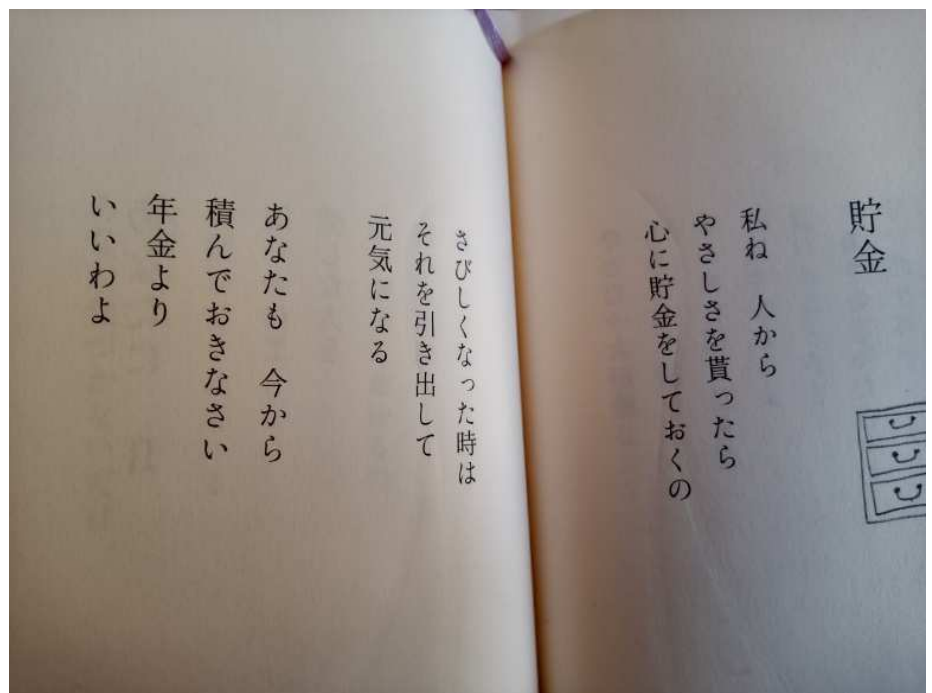 貯金
私ね 人から
やさしさを貰ったら
心に貯金をしておくの
さびしくなった時は
それを引き出して
元気になる
あなたも 今から
積んでおきなさい
年金より
いいわよ